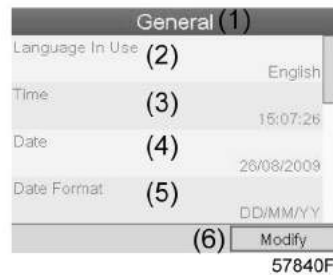 General (1)
Language In Use (2)
English
Time (3)
15:07:26
Date (4)
26/08/2009
Date Format (5)
DD/MM/YY
(6) Modify
57840F